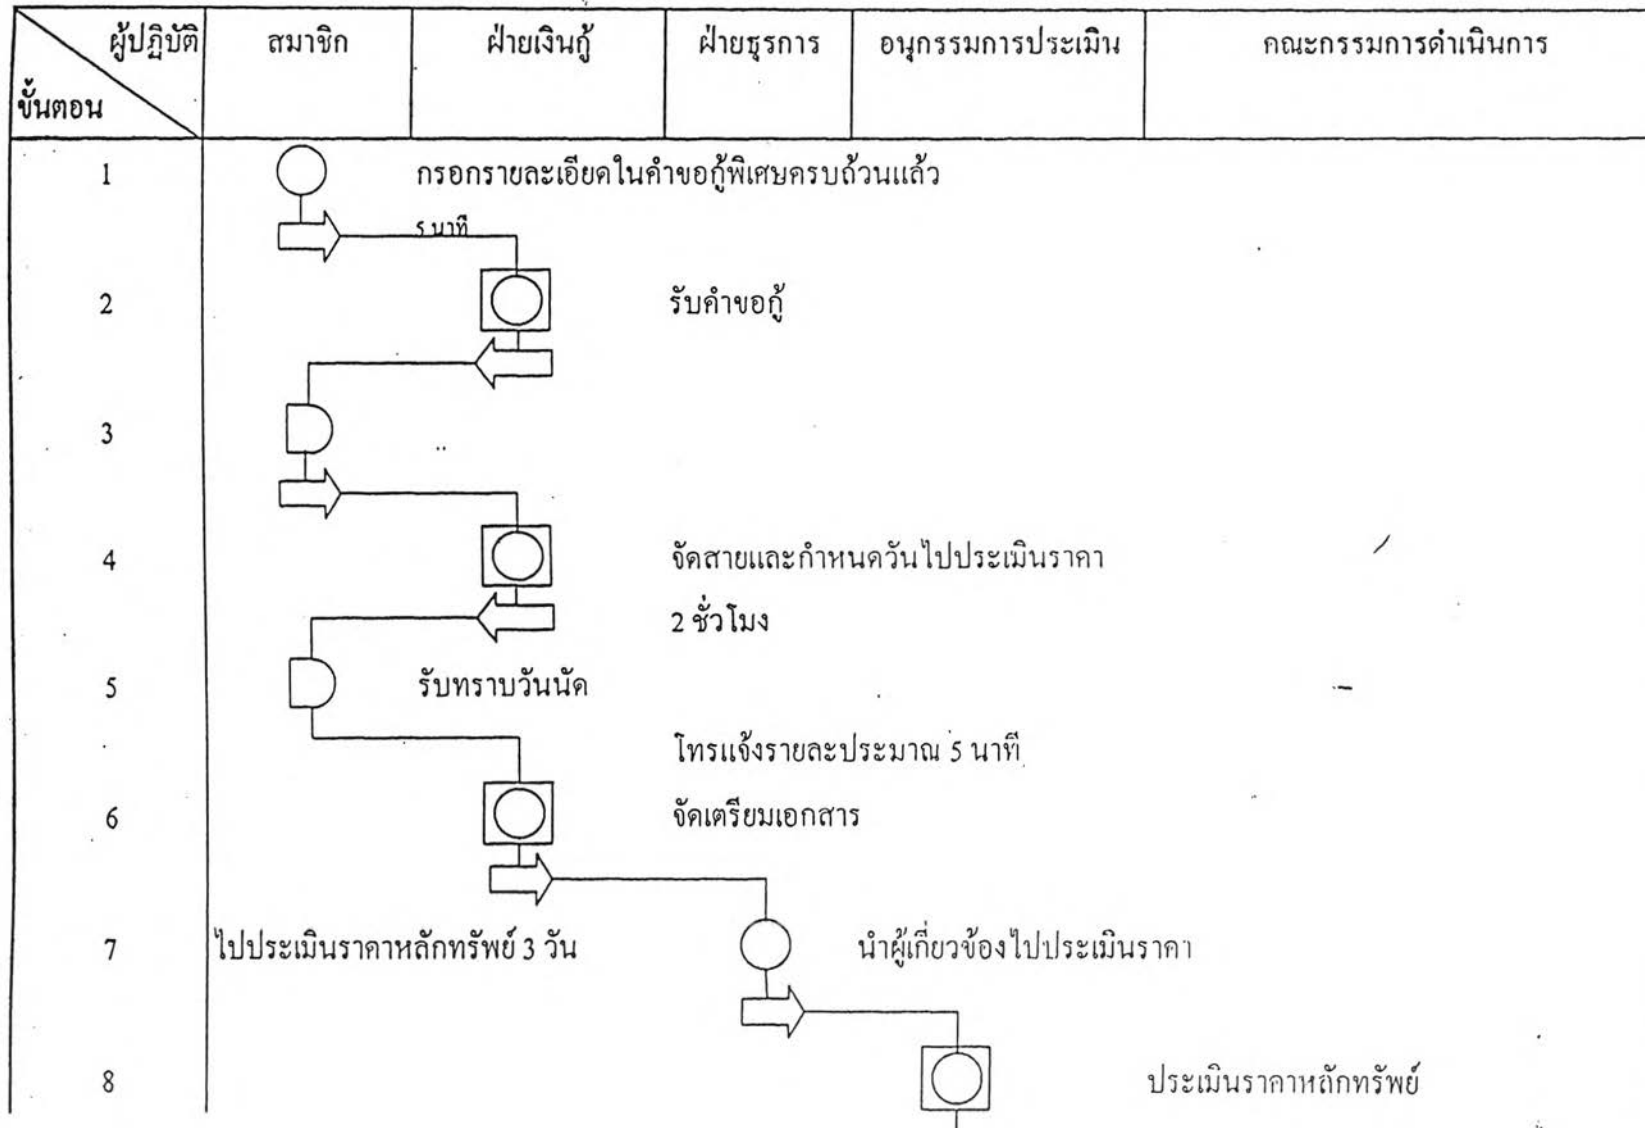 ผู้ปฏิบัติ สมาชิก ฝ่ายเงินกู้ ฝ่ายธุรการ อนุกรรมการประเมิน คณะกรรมการดำเนินการ
ขั้นตอน
1 กรอกรายละเอียดในคำขอกู้พิเศษครบถ้วนแล้ว
5 นาที
2 รับคำขอกู้
3
4 จัดสายและกำหนดวันไปประเมินราคา
2 ชั่วโมง
5 รับทราบวันนัด
โทรแจ้งรายละประมาณ 5 นาที
6 จัดเตรียมเอกสาร
7 ไปประเมินราคาหลักทรัพย์ 3 วัน นำผู้เกี่ยวข้องไปประเมินราคา
8 ประเมินราคาหลักทรัพย์